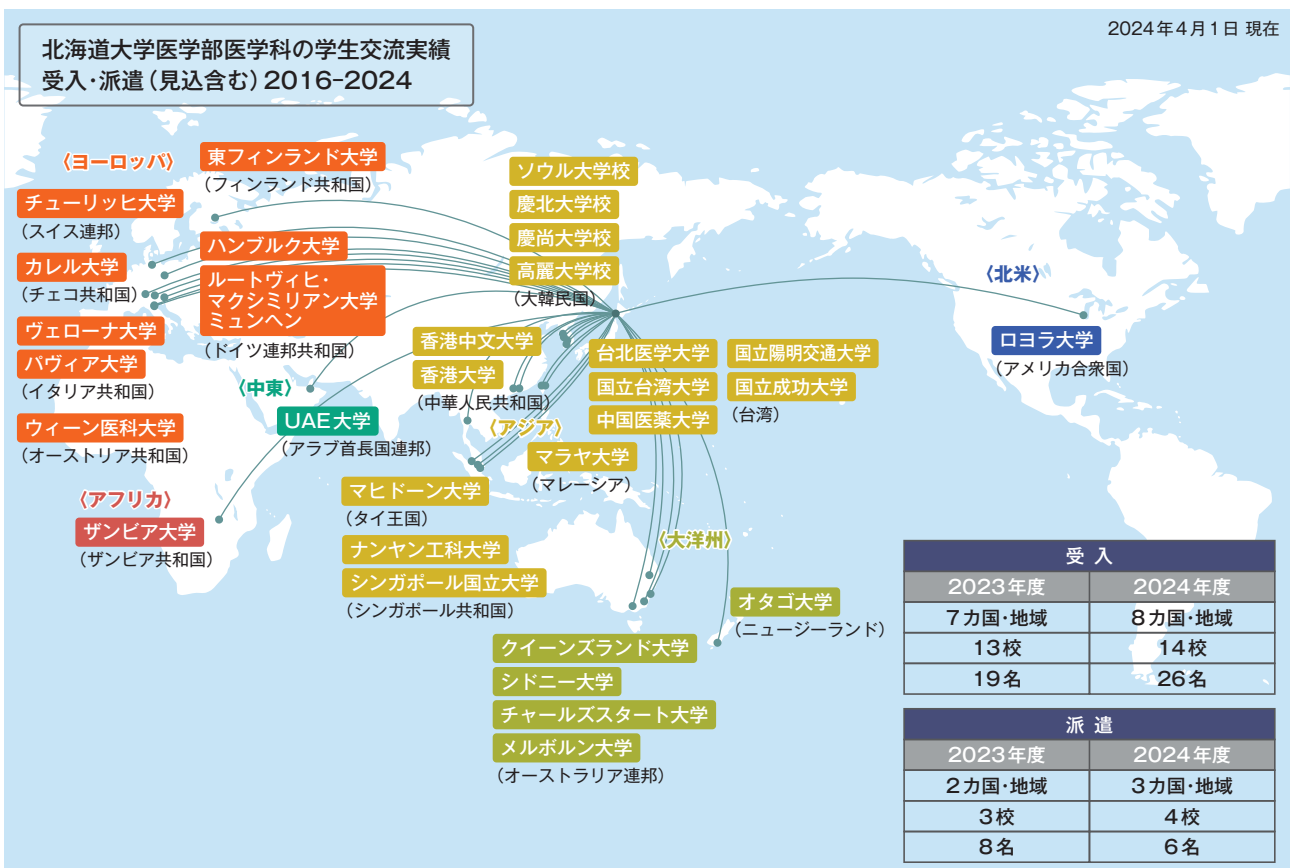 2024年4月1日 現在
北海道大学医学部医学科の学生交流実績
受入・派遣（見込含む）2016-2024
〈ヨーロッパ〉
東フィンランド大学
（フィンランド共和国）
チューリッヒ大学
（スイス連邦）
ハンブルク大学
カレル大学
（チェコ共和国）
ルートヴィヒ・
マクシミリアン大学
ミュンヘン
（ドイツ連邦共和国）
ヴェローナ大学
パヴィア大学
（イタリア共和国）
ウィーン医科大学
（オーストリア共和国）
〈中東〉
UAE大学
（アラブ首長国連邦）
〈アフリカ〉
ザンビア大学
（ザンビア共和国）
ソウル大学校
慶北大学校
慶尚大学校
高麗大学校
（大韓民国）
香港中文大学
香港大学
（中華人民共和国）
〈アジア〉
台北医学大学
国立陽明交通大学
国立台湾大学
国立成功大学
中国医薬大学
（台湾）
マラヤ大学
（マレーシア）
マヒドーン大学
（タイ王国）
ナンヤン工科大学
シンガポール国立大学
（シンガポール共和国）
〈大洋州〉
オタゴ大学
（ニュージーランド）
クイーンズランド大学
シドニー大学
チャールズスタート大学
メルボルン大学
（オーストラリア連邦）
〈北米〉
ロヨラ大学
（アメリカ合衆国）
受 入
2023年度 2024年度
7カ国・地域 8カ国・地域
13校 14校
19名 26名
派 遣
2023年度 2024年度
2カ国・地域 3カ国・地域
3校 4校
8名 6名